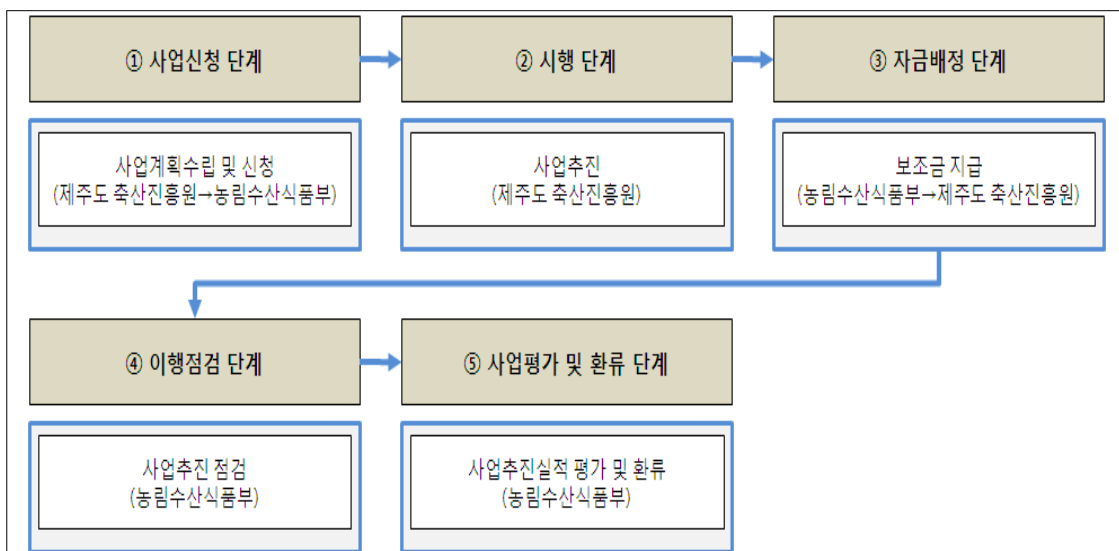 ① 사업신청 단계
② 시행 단계
③ 자금배정 단계
사업계획수립 및 신청
(제주도 축산진흥원→농림수산식품부)
사업추진
(제주도 축산진흥원)
보조금 지급
(농림수산식품부→제주도 축산진흥원)
④ 이행점검 단계
⑤ 사업평가 및 환류 단계
사업추진 점검
(농림수산식품부)
사업추진실적 평가 및 환류
(농림수산식품부)